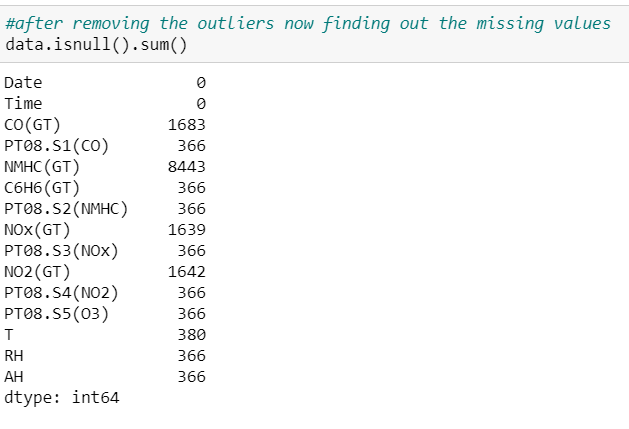 #after removing the outliers now finding out the missing values
data.isnull().sum()
Date 0
Time 0
CO(GT) 1683
PT08.S1(CO) 366
NMHC(GT) 8443
C6H6(GT) 366
PT08.S2(NMHC) 366
NOx(GT) 1639
PT08.S3(NOx) 366
NO2(GT) 1642
PT08.S4(NO2) 366
PT08.S5(O3) 366
T 380
RH 366
AH 366
dtype: int64